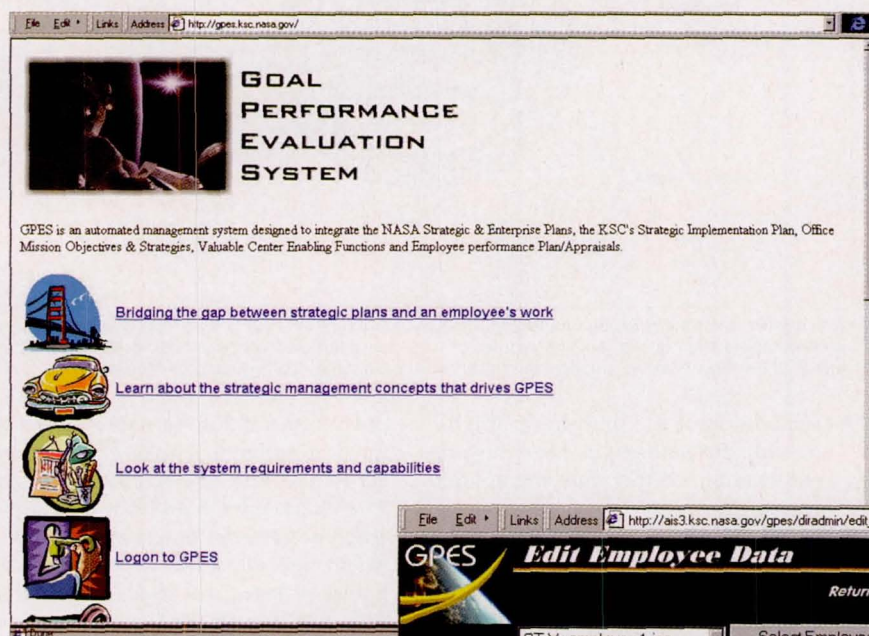 File Edit Links Address http://gpes.ksc.nasa.gov/
GOAL
PERFORMANCE
EVALUATION
SYSTEM
GPES is an automated management system designed to integrate the NASA Strategic & Enterprise Plans, the KSC's Strategic Implementation Plan, Office
Mission Objectives & Strategies, Valuable Center Enabling Functions and Employee performance Plan/Appraisals.
Bridging the gap between strategic plans and an employee's work
Learn about the strategic management concepts that drives GPES
Look at the system requirements and capabilities
Logon to GPES
File Edit Links Address http://ais3.ksc.nasa.gov/gpes/diradmin/edit_
GPES Edit Employee Data
Return
Select Employee